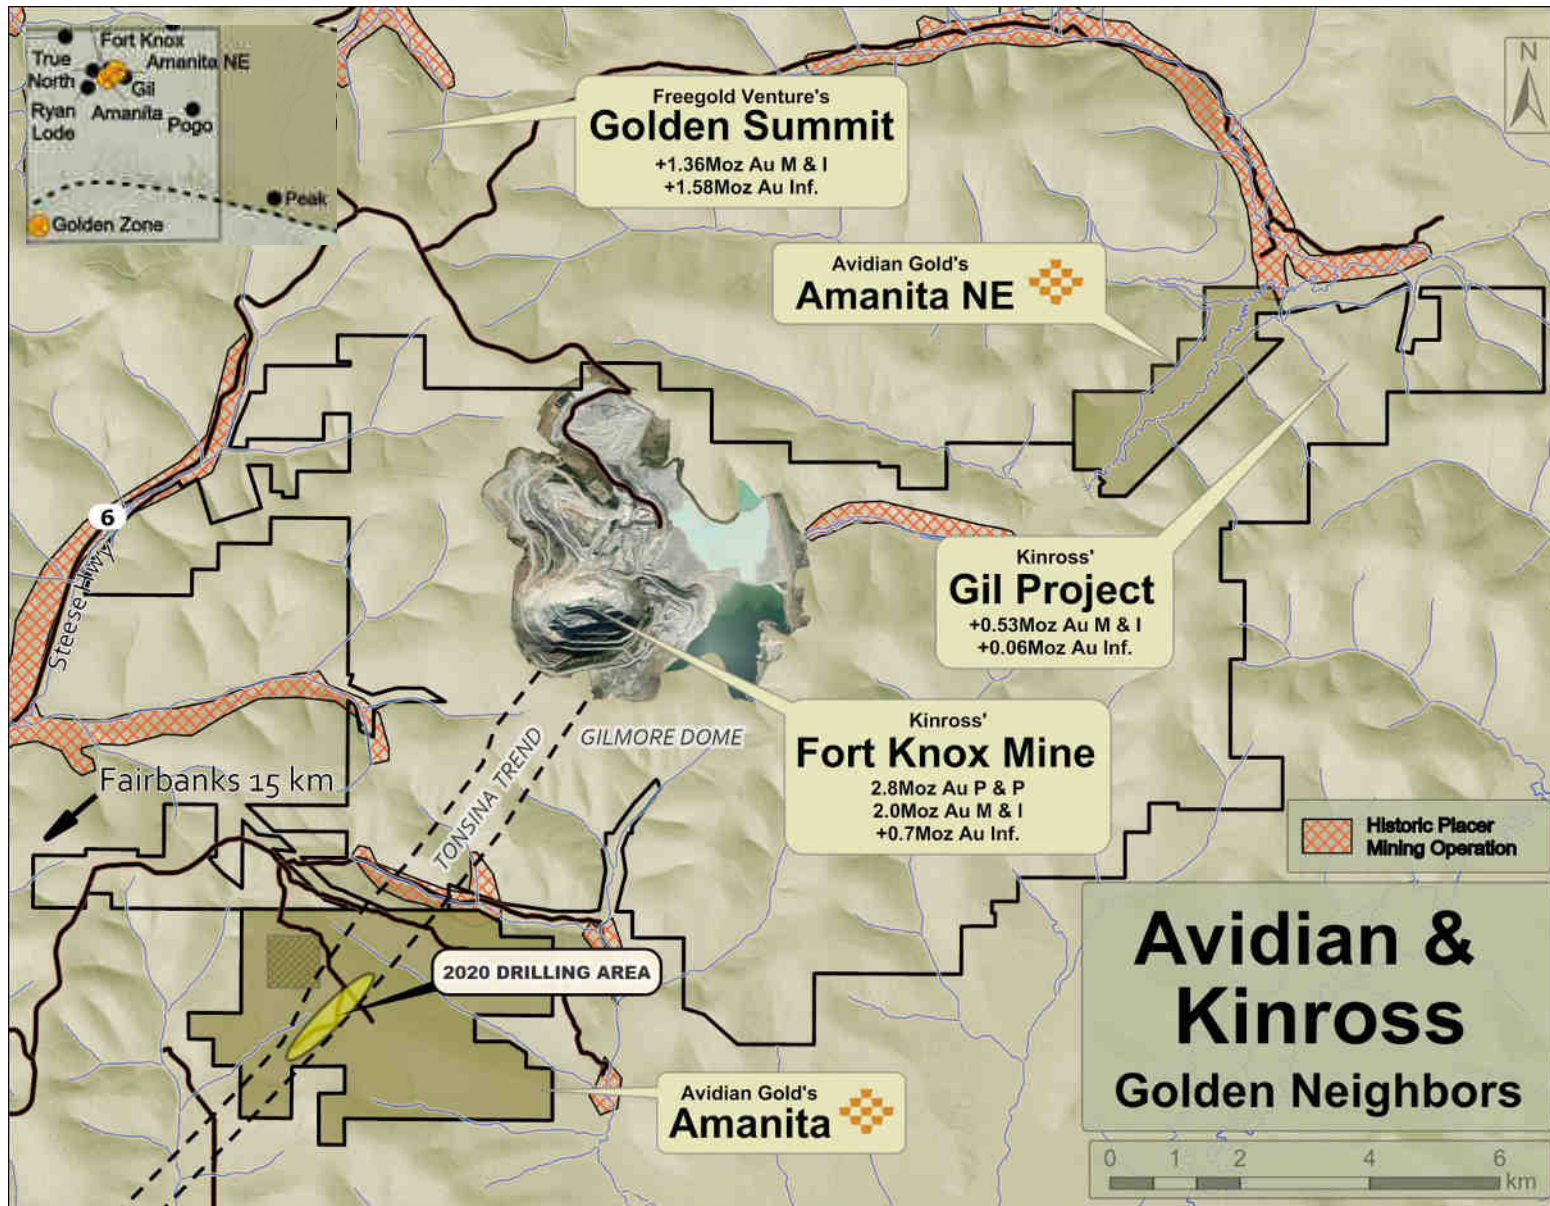 Fort Knox
True
North
Amanita NE
Gil
Ryan
Lode
Amanita
Pogo
Peak
Golden Zone
Freegold Venture's
Golden Summit
+1.36Moz Au M & I
+1.58Moz Au Inf.
N
Avidian Gold's
Amanita NE
6
Steese Hwy
Kinross'
Gil Project
+0.53Moz Au M & I
+0.06Moz Au Inf.
Kinross'
Fort Knox Mine
2.8Moz Au P & P
2.0Moz Au M & I
+0.7Moz Au Inf.
GILMORE DOME
TONSINA TREND
Fairbanks 15 km
Historic Placer
Mining Operation
2020 DRILLING AREA
Avidian &
Kinross
Golden Neighbors
Avidian Gold's
Amanita
0 1 2 4 6
km